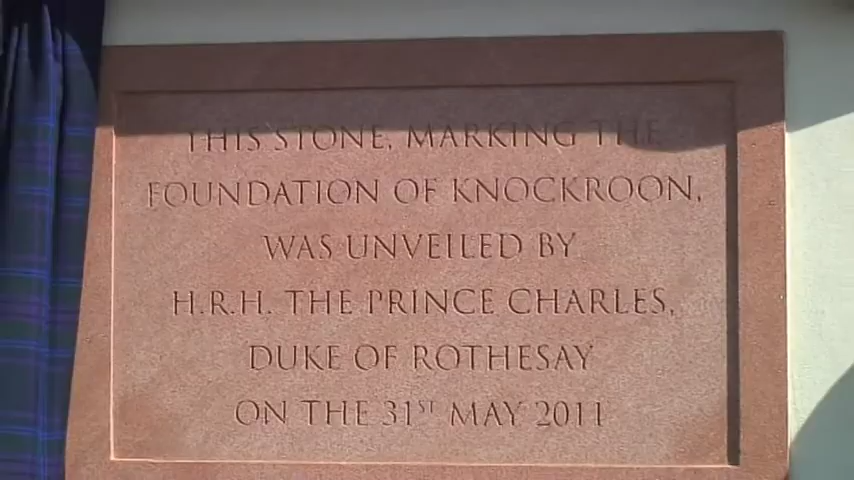 THIS STONE, MARKING THE
FOUNDATION OF KNOCKROON,
WAS UNVEILED BY
H.R.H. THE PRINCE CHARLES,
DUKE OF ROTHESAY
ON THE 31ST MAY 2011